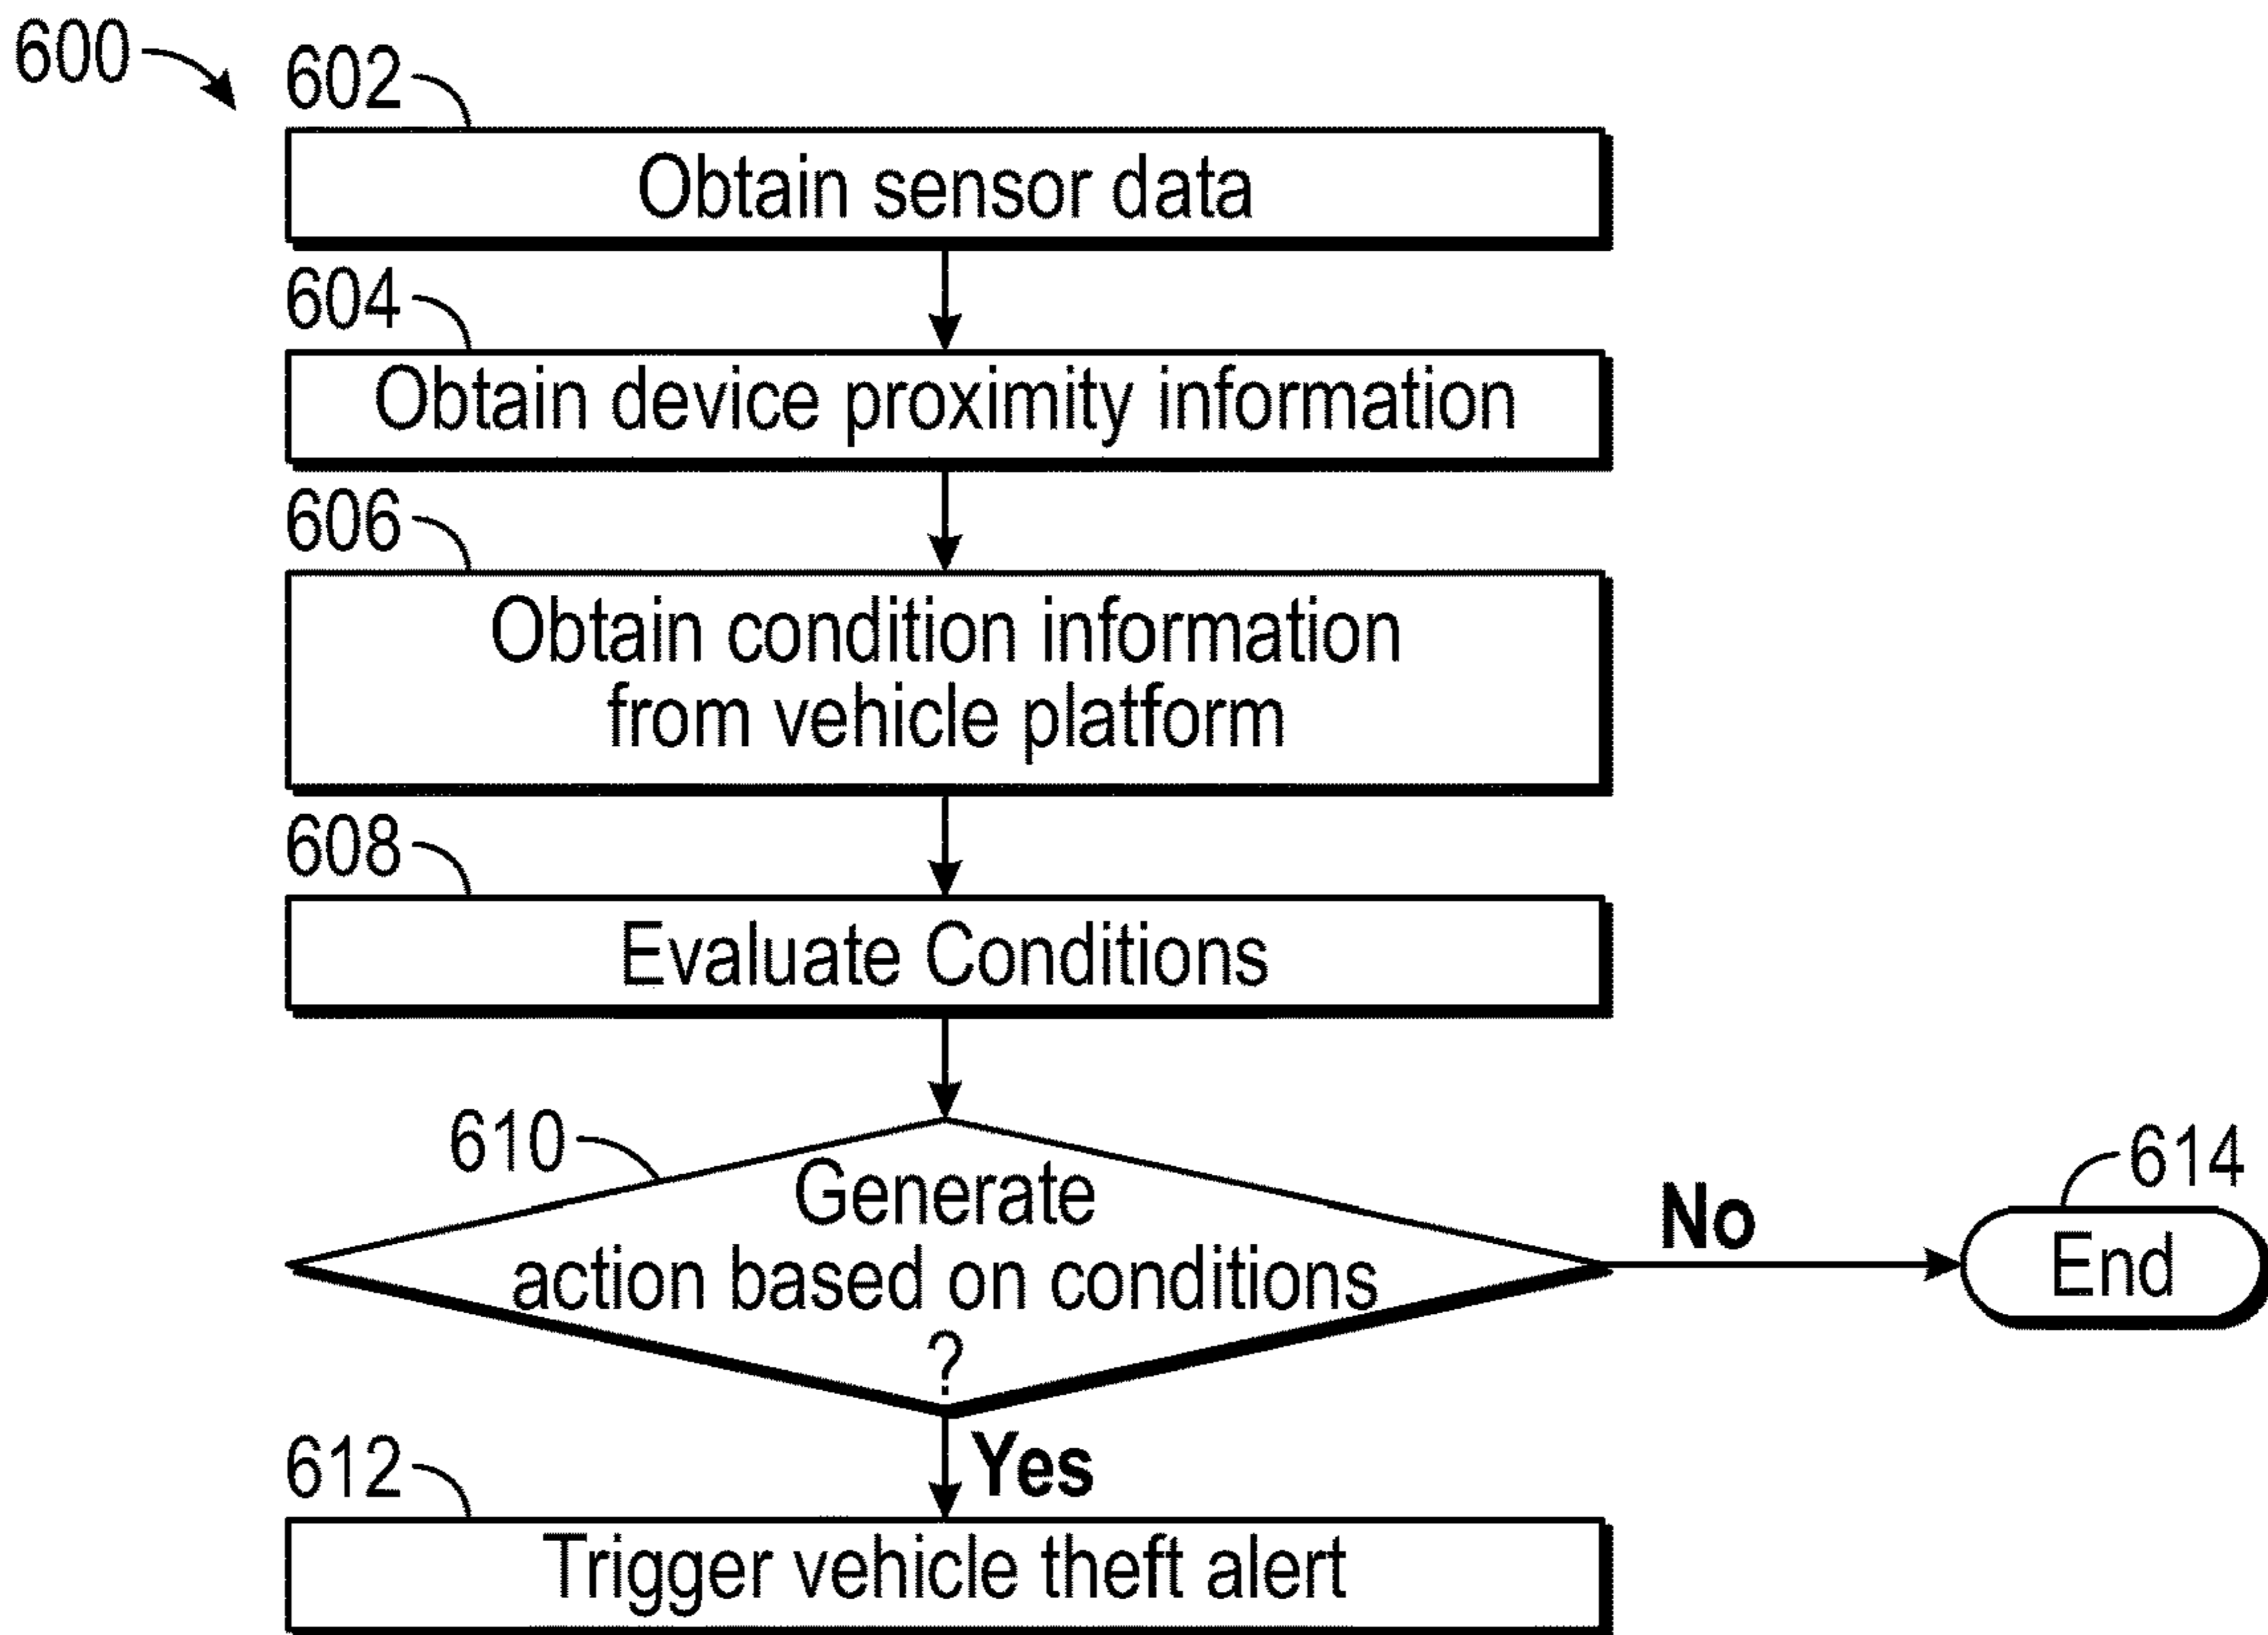 600
602
Obtain sensor data
604
Obtain device proximity information
606
Obtain condition information
from vehicle platform
608
Evaluate Conditions
610
Generate
action based on conditions
?
No
614
End
Yes
612
Trigger vehicle theft alert